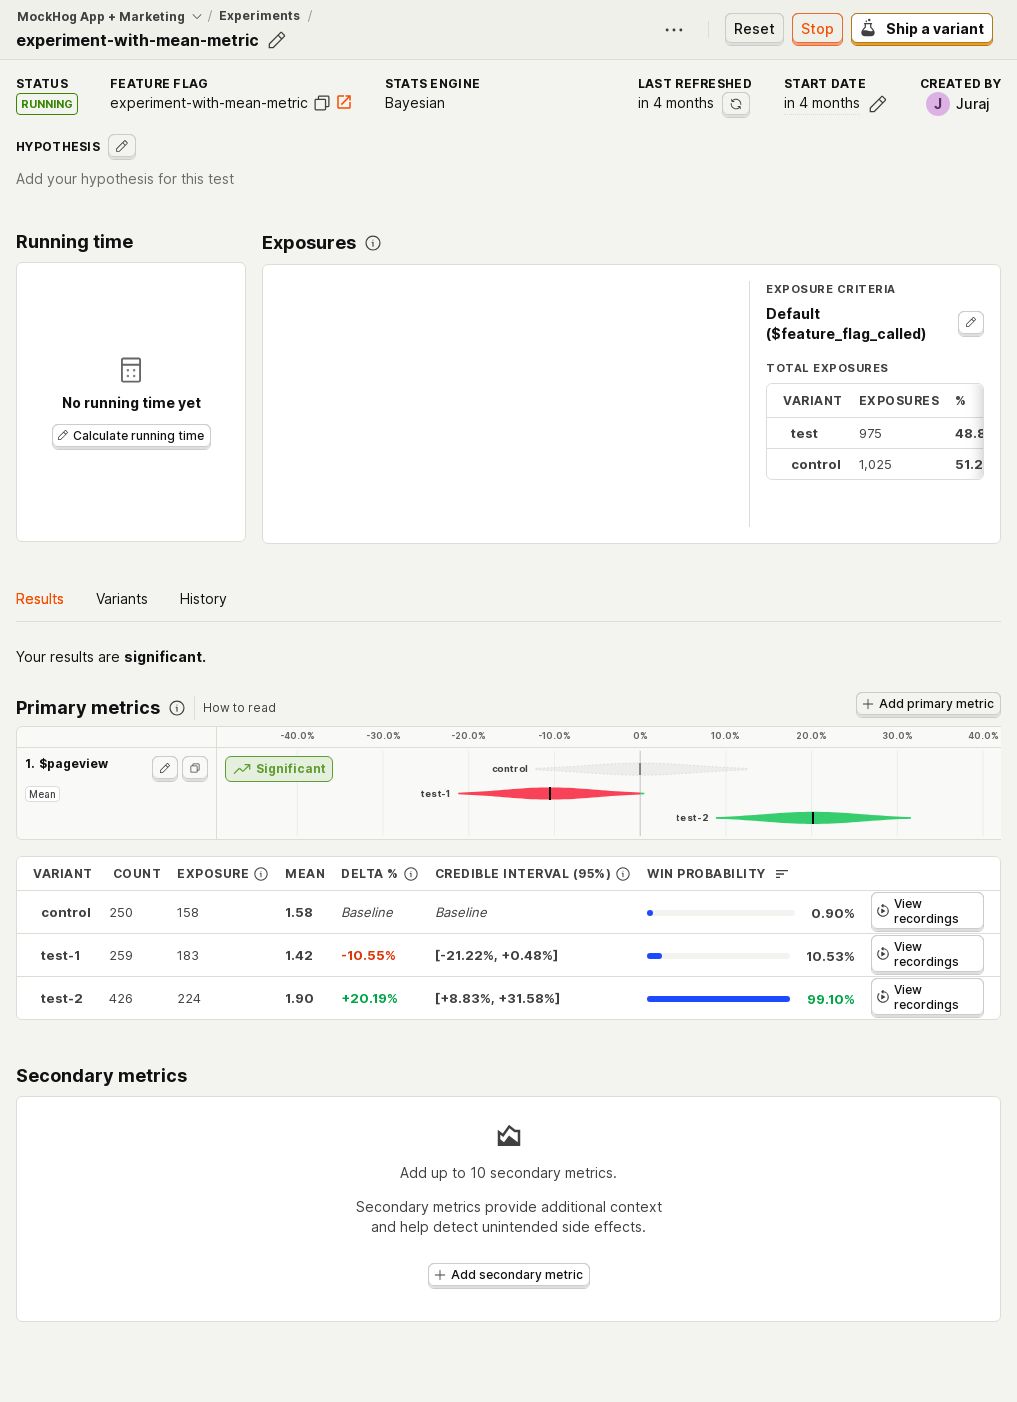 MockHog App + Marketing / Experiments /
experiment-with-mean-metric
Reset
Stop
Ship a variant
STATUS
RUNNING
FEATURE FLAG
experiment-with-mean-metric
STATS ENGINE
Bayesian
LAST REFRESHED
in 4 months
START DATE
in 4 months
CREATED BY
J Juraj
HYPOTHESIS
Add your hypothesis for this test
Running time
No running time yet
Calculate running time
Exposures
EXPOSURE CRITERIA
Default
($feature_flag_called)
TOTAL EXPOSURES
VARIANT EXPOSURES %
test 975 48.8
control 1,025 51.2
Results Variants History
Your results are significant.
Primary metrics How to read
Add primary metric
-40.0% -30.0% -20.0% -10.0% 0% 10.0% 20.0% 30.0% 40.0%
1. $pageview
Mean
Significant
control
test-1
test-2
VARIANT COUNT EXPOSURE MEAN DELTA % CREDIBLE INTERVAL (95%) WIN PROBABILITY
control 250 158 1.58 Baseline Baseline 0.90% View recordings
test-1 259 183 1.42 -10.55% [-21.22%, +0.48%] 10.53% View recordings
test-2 426 224 1.90 +20.19% [+8.83%, +31.58%] 99.10% View recordings
Secondary metrics
Add up to 10 secondary metrics.
Secondary metrics provide additional context
and help detect unintended side effects.
Add secondary metric